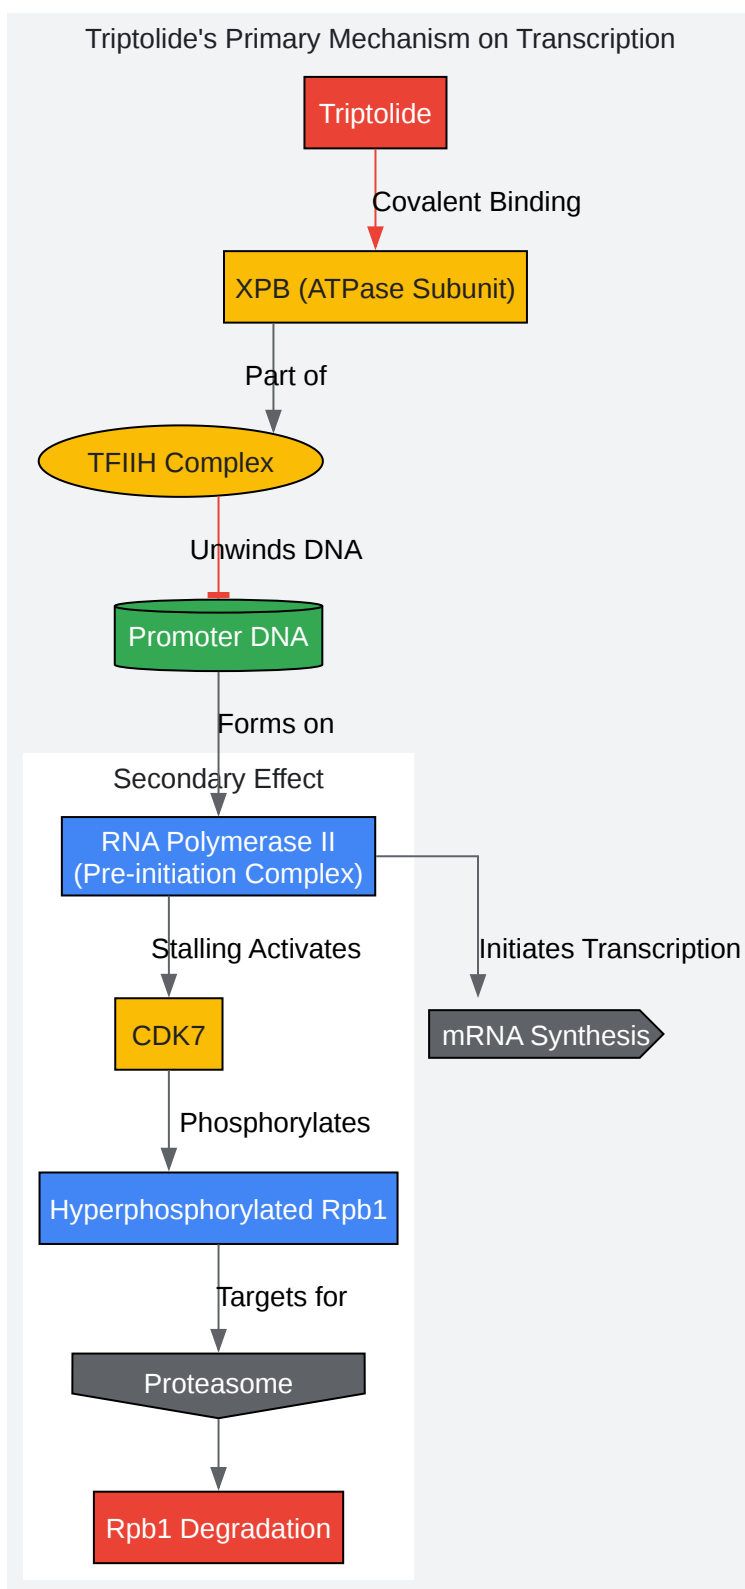 Triptolide's Primary Mechanism on Transcription
Triptolide
Covalent Binding
XPB (ATPase Subunit)
Part of
TFIIH Complex
Unwinds DNA
Promoter DNA
Forms on
Secondary Effect
RNA Polymerase II
(Pre-initiation Complex)
Stalling Activates
Initiates Transcription
CDK7
mRNA Synthesis
Phosphorylates
Hyperphosphorylated Rpb1
Targets for
Proteasome
Rpb1 Degradation